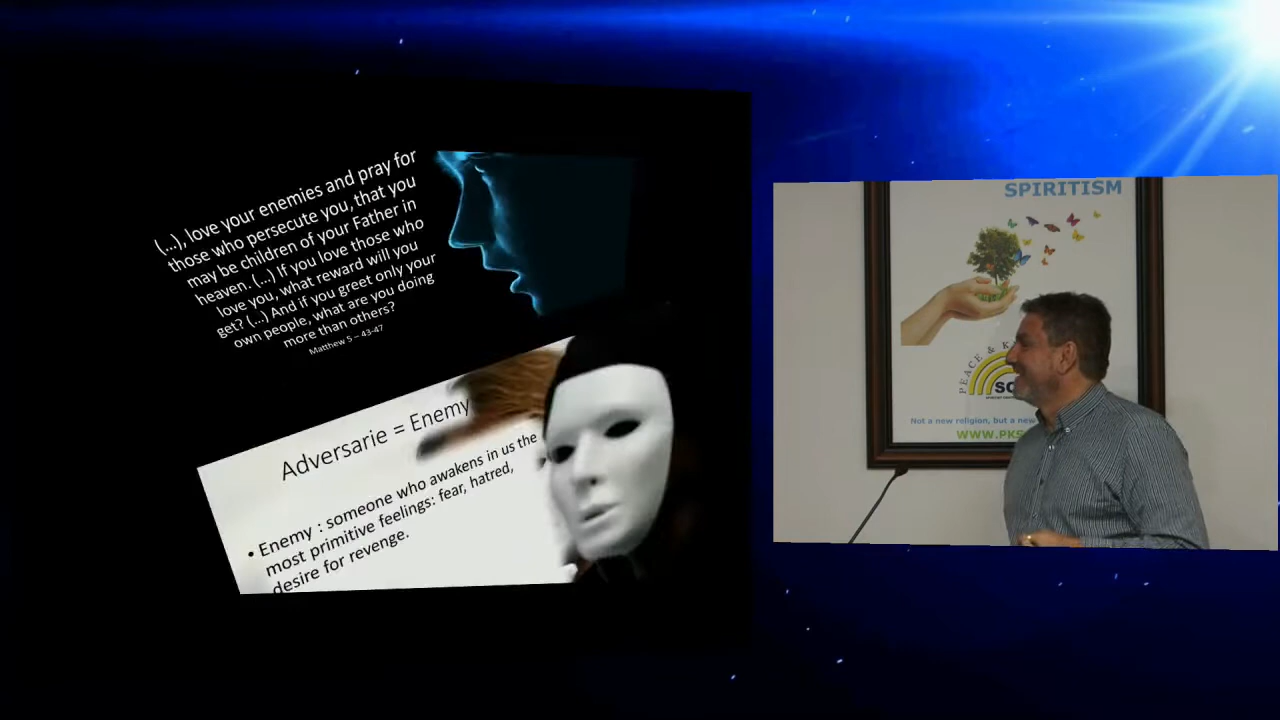 (...), love your enemies and pray for
those who persecute you, that you
may be children of your Father in
heaven. (...) If you love those who
love you, what reward will you
get? (...) And if you greet only your
own people, what are you doing
more than others?
Matthew 5 – 43-47
Adversarie = Enemy
• Enemy : someone who awakens in us the
most primitive feelings: fear, hatred,
desire for revenge.
SPIRITISM
PEACE & K
Not a new religion, but a new
WWW.PKS